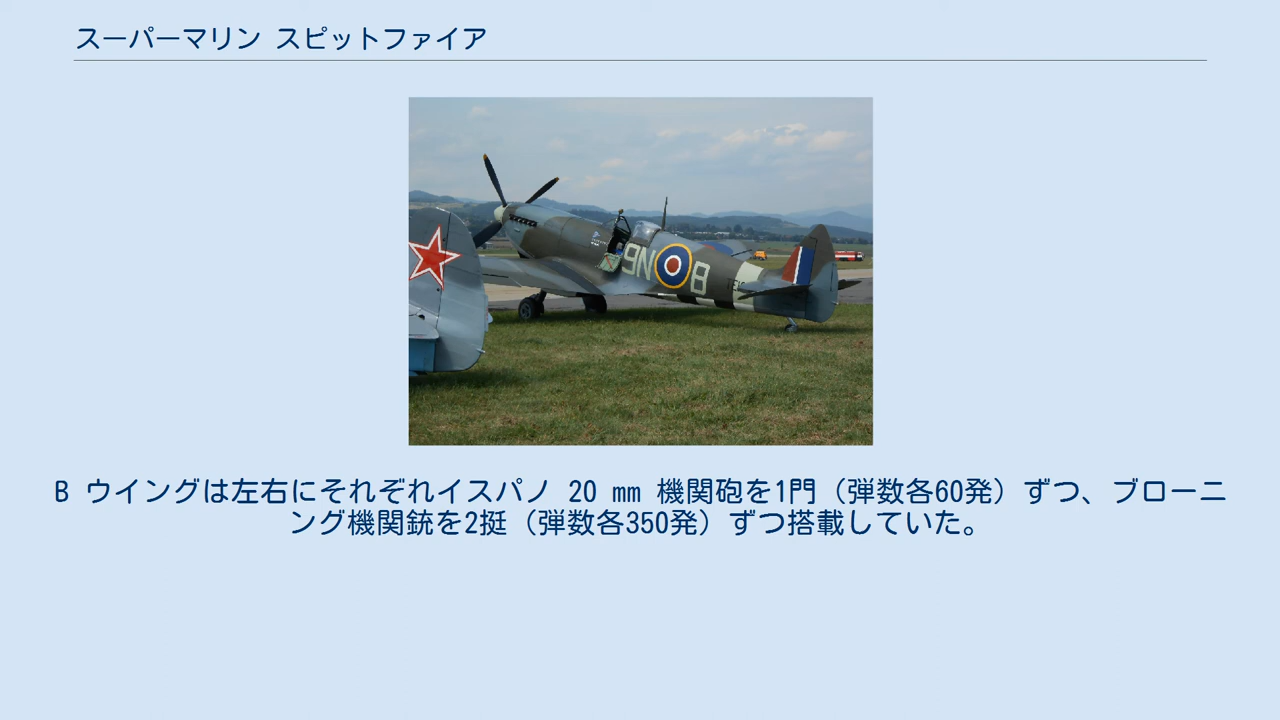 スーパーマリン スピットファイア
9N B
B ウイングは左右にそれぞれイスパノ 20 mm 機関砲を1門（弾数各60発）ずつ、ブローニ
ング機関銃を2挺（弾数各350発）ずつ搭載していた。